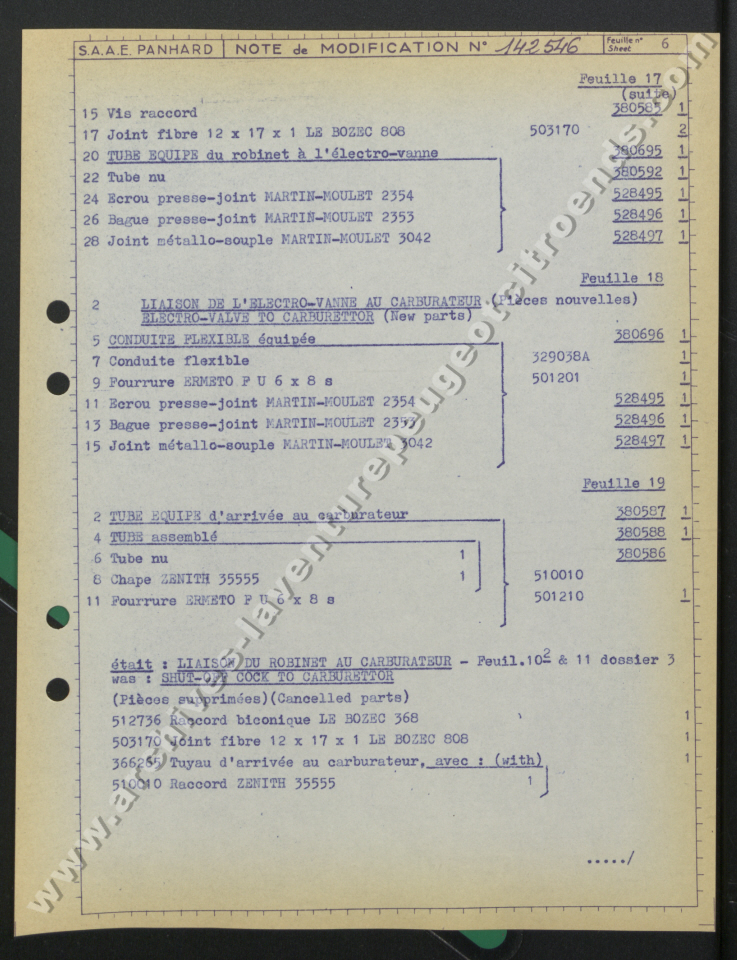 S.A.A.E. PANHARD NOTE de MODIFICATION N° 142546 Feuille n° Sheet 6
Feuille 17
(suite)
15 Vis raccord 380585 1
17 Joint fibre 12 x 17 x 1 LE BOZEC 808 503170 2
20 TUBE EQUIPE du robinet à l'électro-vanne 380695 1
22 Tube nu 380592 1
24 Ecrou presse-joint MARTIN-MOULET 2354 528495 1
26 Bague presse-joint MARTIN-MOULET 2353 528496 1
28 Joint métallo-souple MARTIN-MOULET 3042 528497 1
Feuille 18
2 LIAISON DE L'ELECTRO-VANNE AU CARBURATEUR (Pièces nouvelles)
ELECTRO-VALVE TO CARBURETTOR (New parts)
5 CONDUITE FLEXIBLE équipée 380696 1
7 Conduite flexible 329038A 1
9 Fourrure ERMETO P U 6 x 8 s 501201 1
11 Ecrou presse-joint MARTIN-MOULET 2354 528495 1
13 Bague presse-joint MARTIN-MOULET 2353 528496 1
15 Joint métallo-souple MARTIN-MOULET 3042 528497 1
Feuille 19
2 TUBE EQUIPE d'arrivée au carburateur 380587 1
4 TUBE assemblé 380588 1
6 Tube nu 1 380586
8 Chape ZENITH 35555 1 510010
11 Fourrure ERMETO P U 6 x 8 s 501210 1
était : LIAISON DU ROBINET AU CARBURATEUR - Feuil.10² & 11 dossier 3
was : SHUT-OFF COCK TO CARBURETTOR
(Pièces supprimées)(Cancelled parts)
512736 Raccord biconique LE BOZEC 368 1
503170 Joint fibre 12 x 17 x 1 LE BOZEC 808 1
366265 Tuyau d'arrivée au carburateur, avec : (with) 1
510010 Raccord ZENITH 35555 1
...../
www.archives-laventurepeugeotcitroends.com